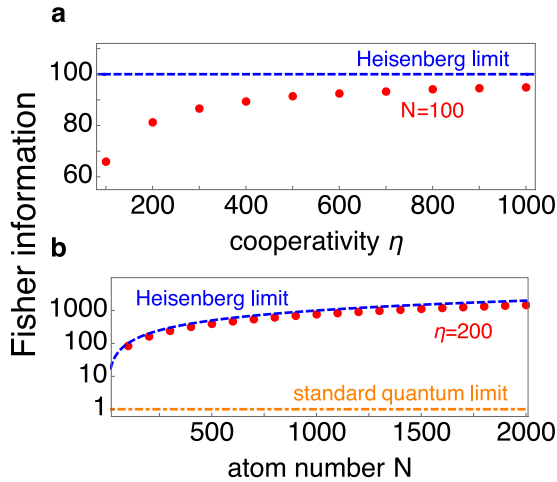 a
Heisenberg limit
100
80
60
N=100
200
400
600
800
1000
cooperativity η
Fisher information
b
Heisenberg limit
1000
100
10
1
η=200
standard quantum limit
500
1000
1500
2000
atom number N